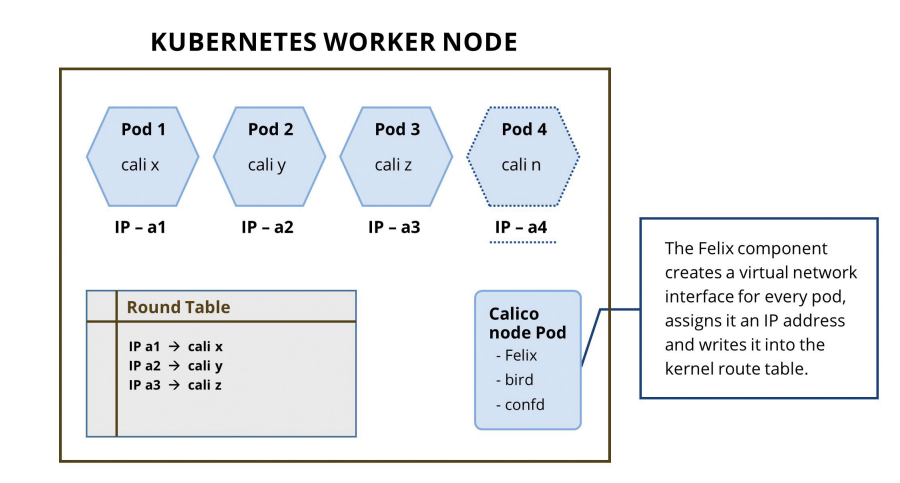 KUBERNETES WORKER NODE
Pod 1
cali x
IP – a1
Pod 2
cali y
IP – a2
Pod 3
cali z
IP – a3
Pod 4
cali n
IP – a4
Round Table
IP a1 → cali x
IP a2 → cali y
IP a3 → cali z
Calico
node Pod
- Felix
- bird
- confd
The Felix component
creates a virtual network
interface for every pod,
assigns it an IP address
and writes it into the
kernel route table.